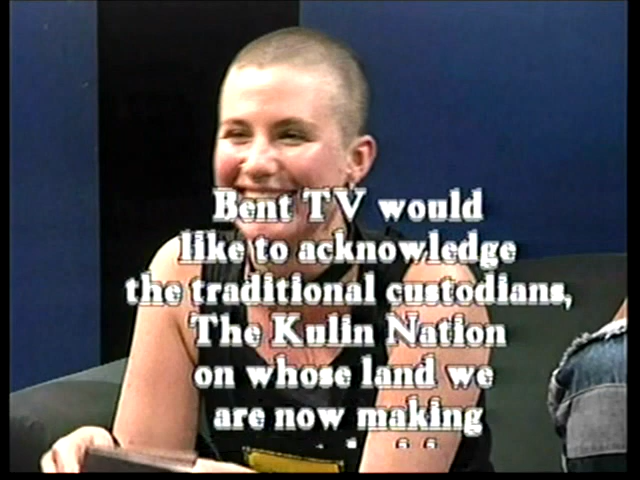 Bent TV would
like to acknowledge
the traditional custodians,
The Kulin Nation
on whose land we
are now making